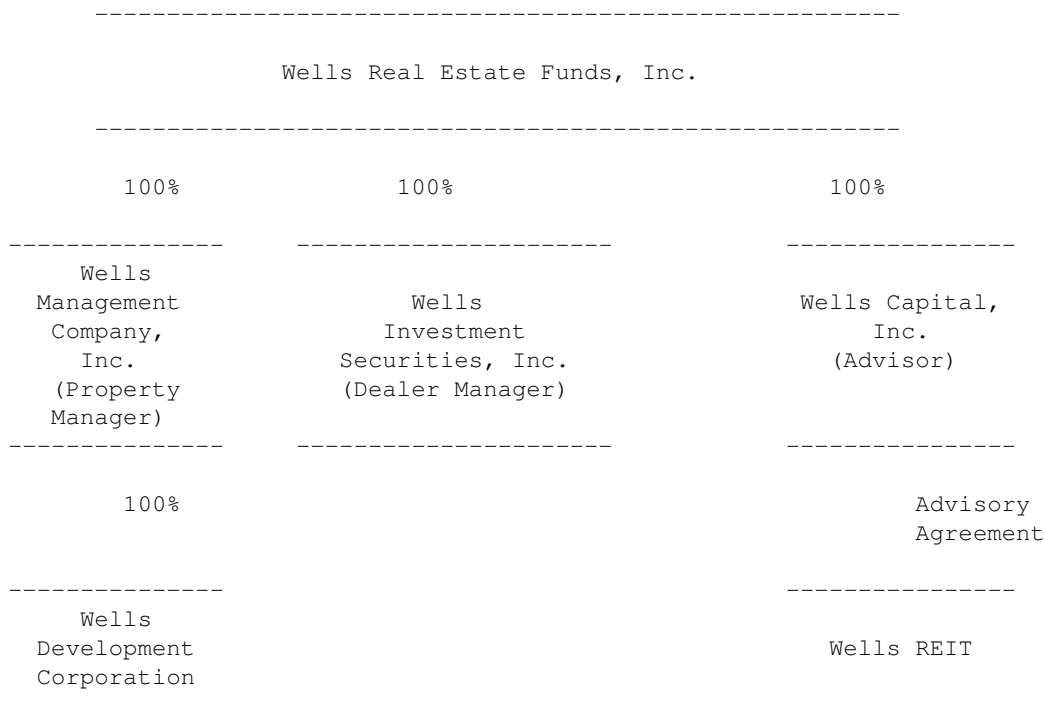 Wells Real Estate Funds, Inc.
100% 100% 100%
Wells
Management Wells Wells Capital,
Company, Investment Inc.
Inc. Securities, Inc. (Advisor)
(Property (Dealer Manager)
Manager)
100% Advisory
Agreement
Wells
Development Wells REIT
Corporation